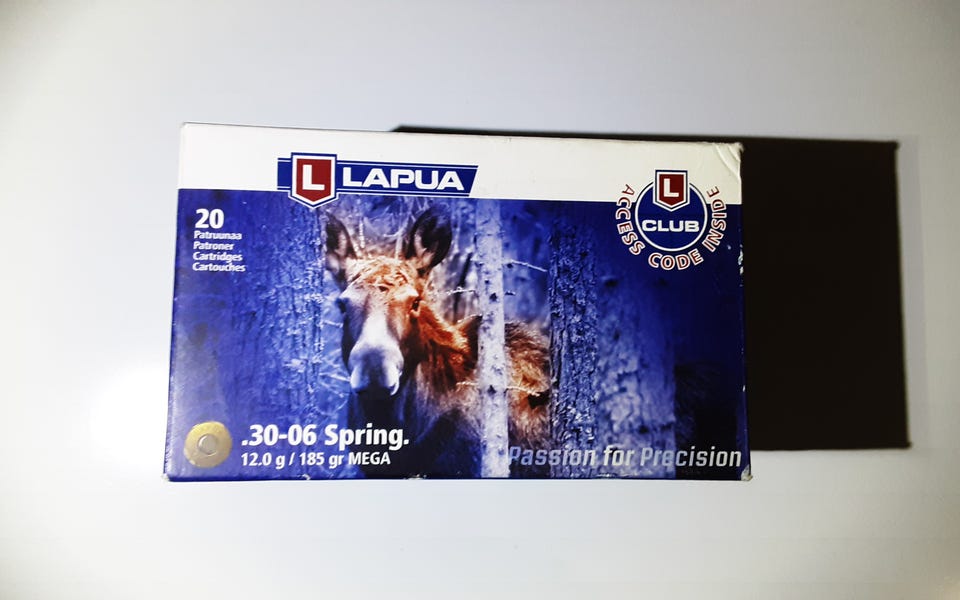 L LAPUA
L
CLUB
ACCESS CODE INSIDE
20
Patruunaa
Patroner
Cartridges
Cartouches
.30-06 Spring.
12.0 g / 185 gr MEGA
Passion for Precision